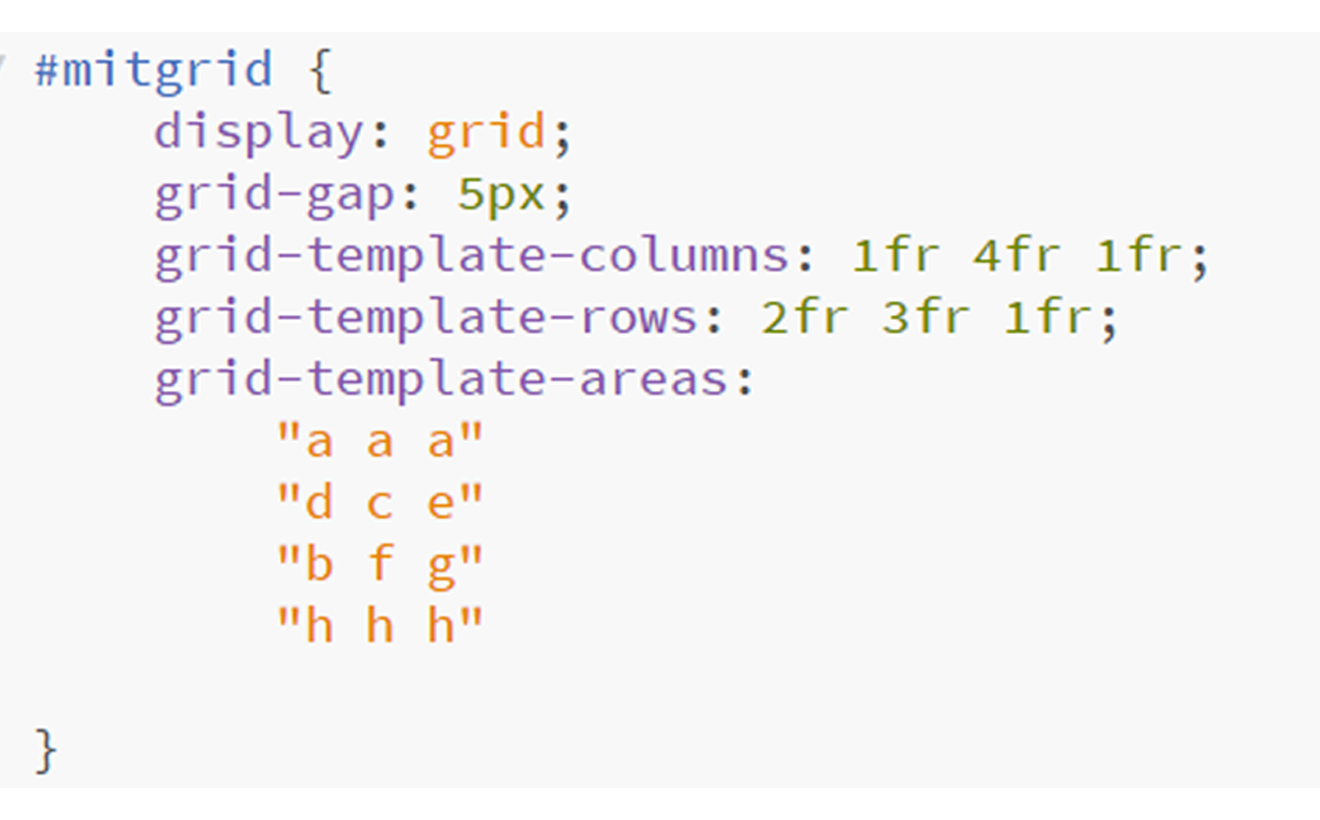 #mitgrid {
display: grid;
grid-gap: 5px;
grid-template-columns: 1fr 4fr 1fr;
grid-template-rows: 2fr 3fr 1fr;
grid-template-areas:
"a a a"
"d c e"
"b f g"
"h h h"
}